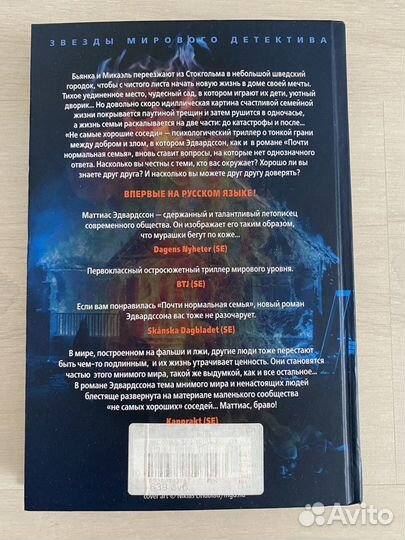 ЗВЕЗДЫ МИРОВОГО ДЕТЕКТИВА
Бьянка и Микаэль переезжают из Стокгольма в небольшой шведский
городок, чтобы с чистого листа начать новую жизнь в доме своей мечты.
Тихое уединенное место, чудесный сад, в котором играют их дети, уютный
дворик... Но довольно скоро идиллическая картина счастливой семейной
жизни покрывается паутиной трещин и затем рушится в одночасье,
а жизнь семьи раскалывается на две части: до катастрофы и после...
«Не самые хорошие соседи» — психологический триллер о тонкой грани
между добром и злом, в котором Эдвардссон, как и в романе «Почти
нормальная семья», вновь ставит вопросы, на которые нет однозначного
ответа. Насколько вы честны с теми, кто вас окружает? Хорошо ли вы
знаете друг друга? И насколько вы можете друг другу доверять?
ВПЕРВЫЕ НА РУССКОМ ЯЗЫКЕ!
Маттиас Эдвардссон — сдержанный и талантливый летописец
современного общества. Он изображает его таким образом,
что мурашки бегут по коже...
Dagens Nyheter (SE)
Первоклассный остросюжетный триллер мирового уровня.
BTJ (SE)
Если вам понравилась «Почти нормальная семья», новый роман
Эдвардссона вас тоже не разочарует.
Skånska Dagbladet (SE)
В мире, построенном на фальши и лжи, другие люди тоже перестают
быть чем-то подлинным, и их жизнь утрачивает ценность. Они становятся
частью этого мнимого мира, такой же выдумкой, как и все остальное...
В романе Эдвардссона тема мнимого мира и ненастоящих людей
блестяще развернута на материале маленького сообщества
«не самых хороших» соседей... Маттиас, браво!
Kapprakt (SE)
cover art © Niklas Lindblad /
Avito